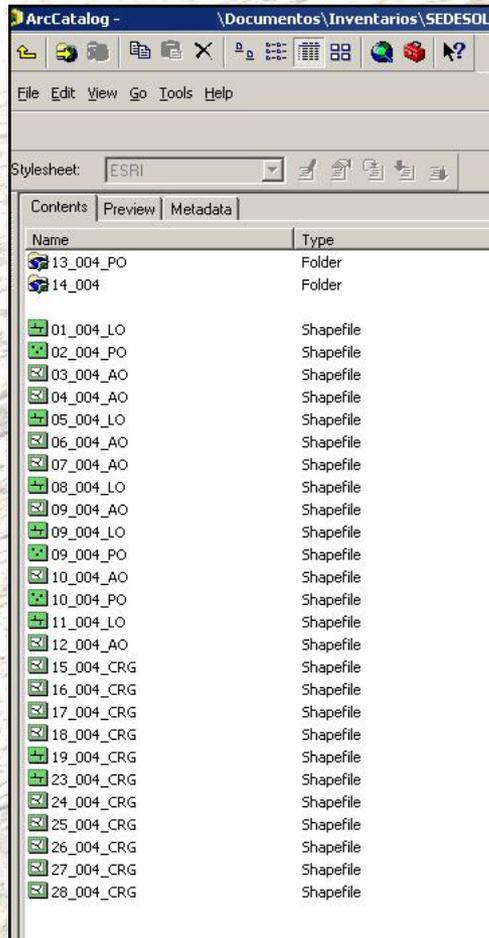 ArcCatalog - \Documentos\Inventarios\SEDESOL
File Edit View Go Tools Help
Stylesheet: ESRI
Contents Preview Metadata
Name Type
13_004_PO Folder
14_004 Folder
01_004_LO Shapefile
02_004_PO Shapefile
03_004_AO Shapefile
04_004_AO Shapefile
05_004_LO Shapefile
06_004_AO Shapefile
07_004_AO Shapefile
08_004_LO Shapefile
09_004_AO Shapefile
09_004_LO Shapefile
09_004_PO Shapefile
10_004_AO Shapefile
10_004_PO Shapefile
11_004_LO Shapefile
12_004_AO Shapefile
15_004_CRG Shapefile
16_004_CRG Shapefile
17_004_CRG Shapefile
18_004_CRG Shapefile
19_004_CRG Shapefile
23_004_CRG Shapefile
24_004_CRG Shapefile
25_004_CRG Shapefile
26_004_CRG Shapefile
27_004_CRG Shapefile
28_004_CRG Shapefile